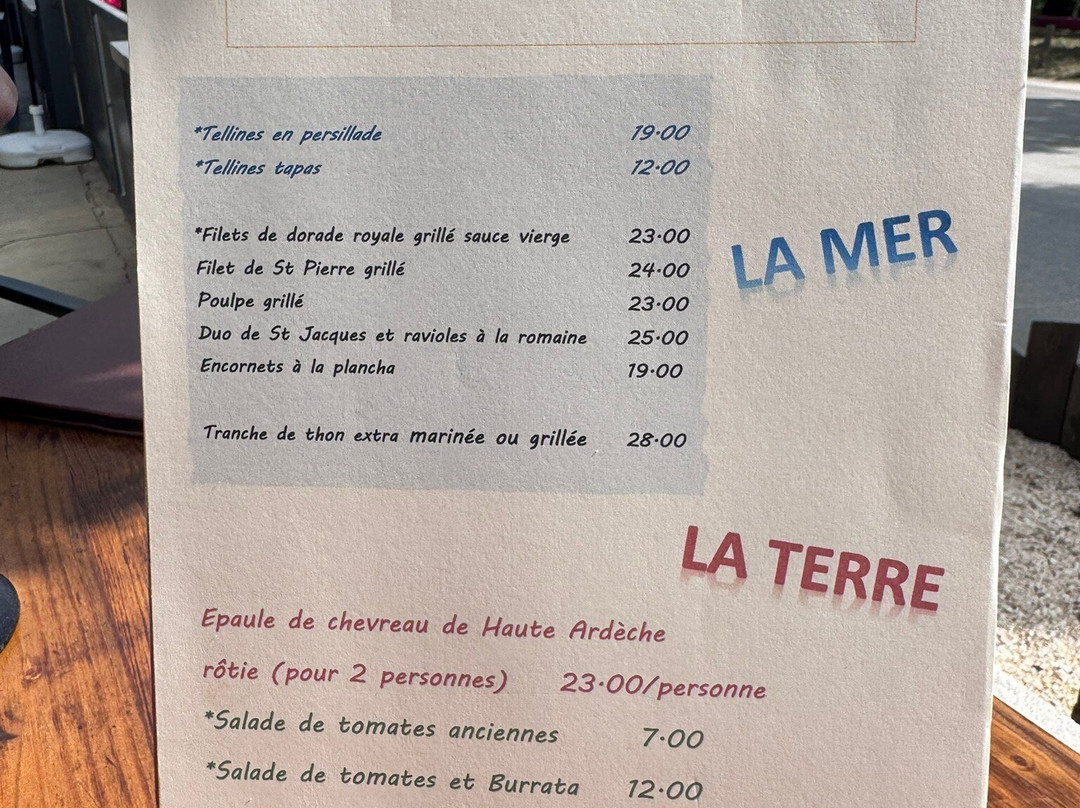 *Tellines en persillade 19.00
*Tellines tapas 12.00
*Filets de dorade royale grillé sauce vierge 23.00
Filet de St Pierre grillé 24.00
Poulpe grillé 23.00
Duo de St Jacques et ravioles à la romaine 25.00
Encornets à la plancha 19.00
Tranche de thon extra marinée ou grillée 28.00
LA MER
LA TERRE
Epaule de chevreau de Haute Ardèche
rôtie (pour 2 personnes) 23.00/personne
*Salade de tomates anciennes 7.00
*Salade de tomates et Burrata 12.00